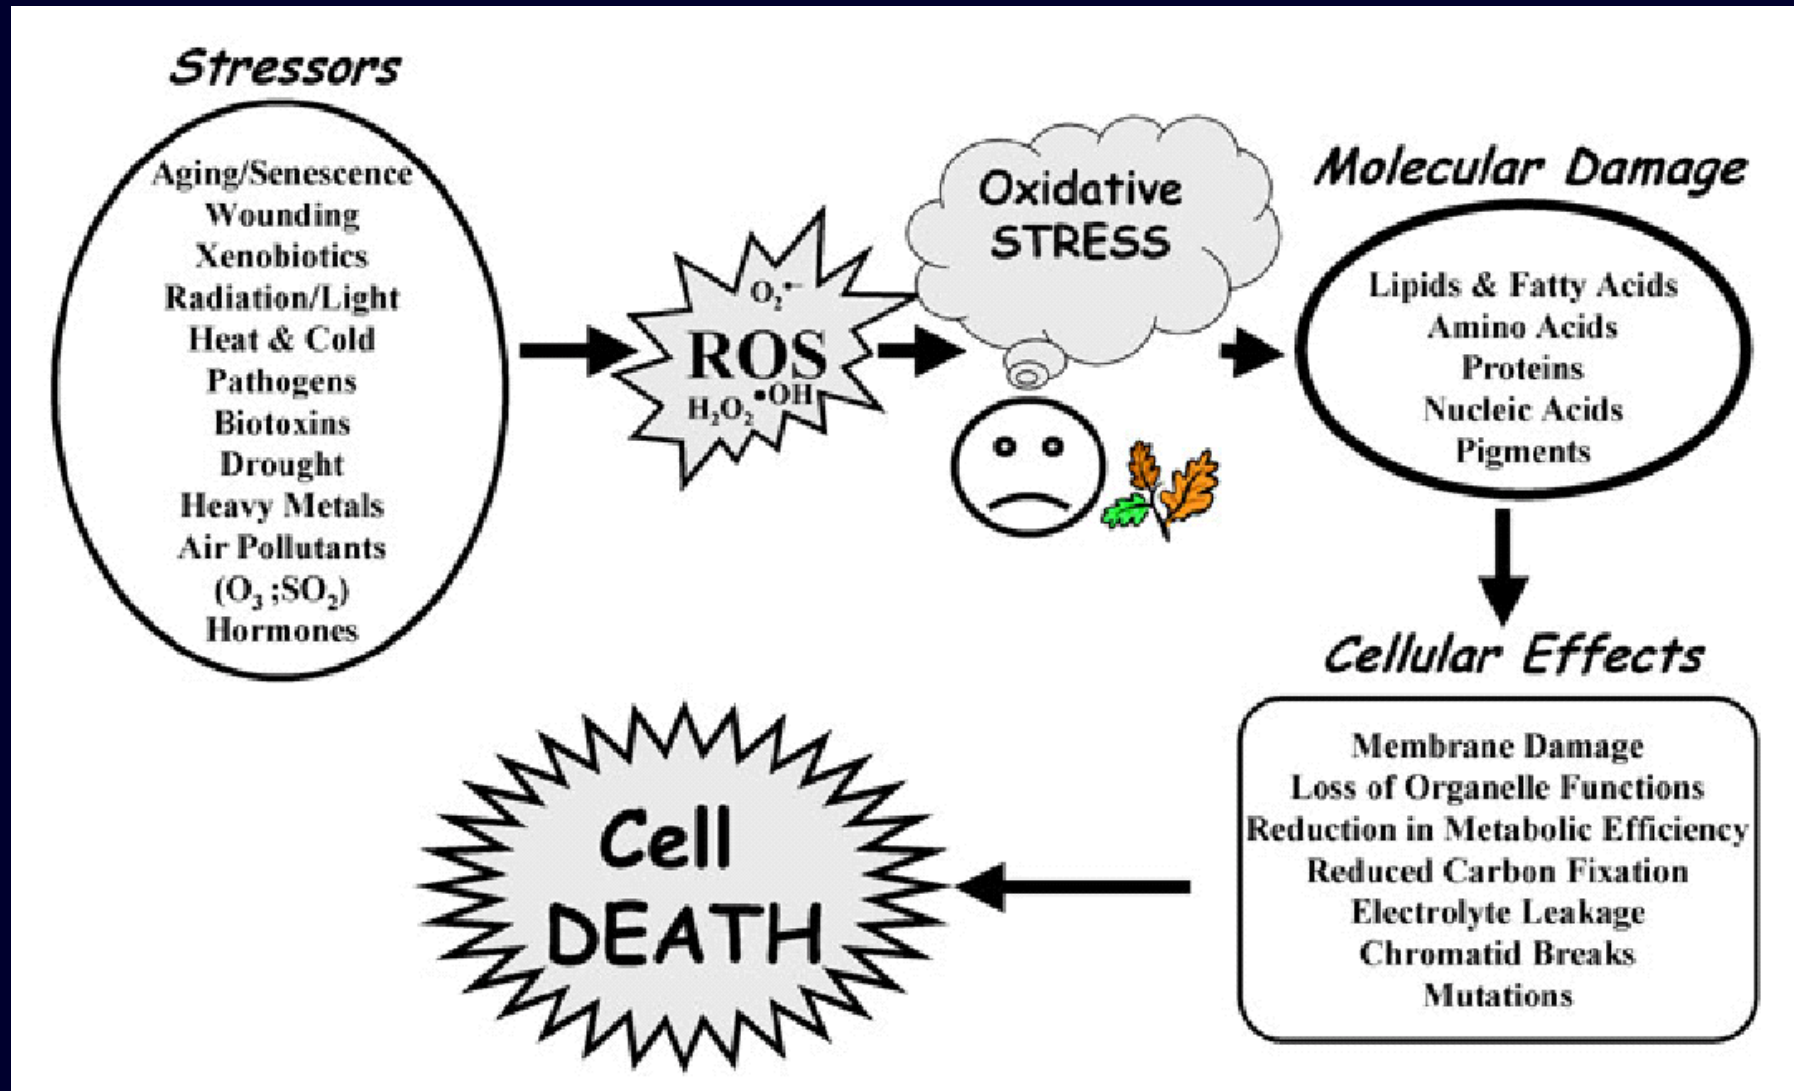 Stressors
Aging/Senescence
Wounding
Xenobiotics
Radiation/Light
Heat & Cold
Pathogens
Biotoxins
Drought
Heavy Metals
Air Pollutants
(O₃ ;SO₂)
Hormones
O₂•−
ROS
H₂O₂ •OH
Oxidative
STRESS
Molecular Damage
Lipids & Fatty Acids
Amino Acids
Proteins
Nucleic Acids
Pigments
Cellular Effects
Membrane Damage
Loss of Organelle Functions
Reduction in Metabolic Efficiency
Reduced Carbon Fixation
Electrolyte Leakage
Chromatid Breaks
Mutations
Cell
DEATH